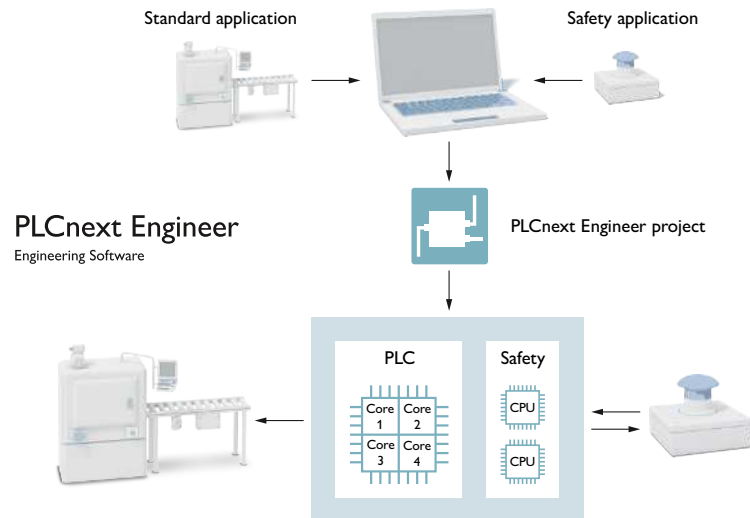 Standard application
Safety application
PLCnext Engineer
Engineering Software
PLCnext Engineer project
PLC
Safety
Core
1
Core
2
Core
3
Core
4
CPU
CPU